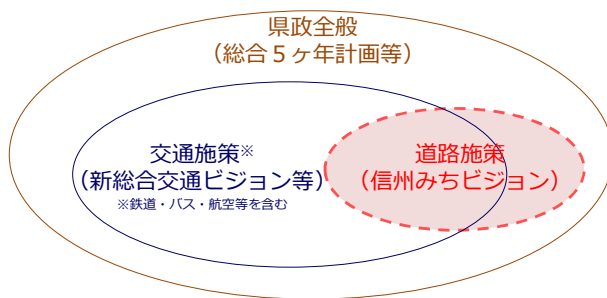 県政全般
（総合５ヶ年計画等）
交通施策※
（新総合交通ビジョン等）
※鉄道・バス・航空等を含む
道路施策
（信州みちビジョン）